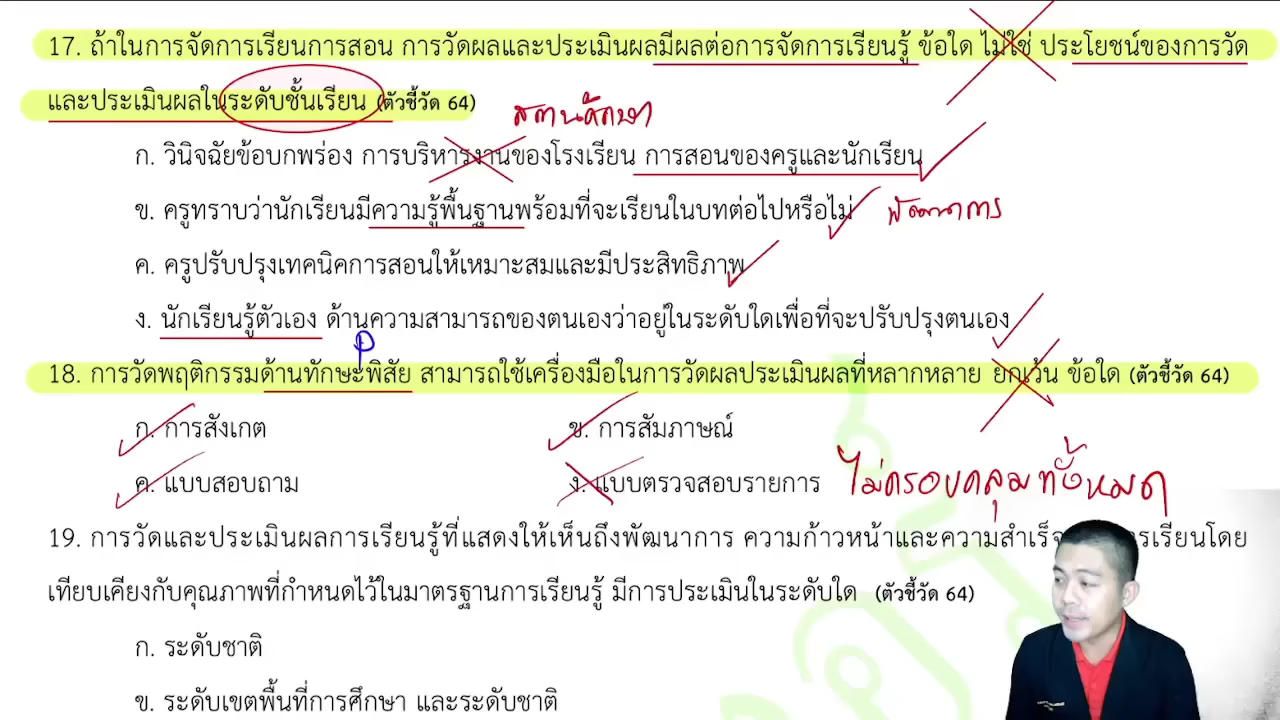 17. ถ้าในการจัดการเรียนการสอน การวัดผลและประเมินผลมีผลต่อการจัดการเรียนรู้ ข้อใด ไม่ใช่ ประโยชน์ของการวัด
และประเมินผลในระดับชั้นเรียน (ตัวชี้วัด 64)
สถานศึกษา
ก. วินิจฉัยข้อบกพร่อง การบริหารงานของโรงเรียน การสอนของครูและนักเรียน
ข. ครูทราบว่านักเรียนมีความรู้พื้นฐานพร้อมที่จะเรียนในบทต่อไปหรือไม่ พัฒนาการ
ค. ครูปรับปรุงเทคนิคการสอนให้เหมาะสมและมีประสิทธิภาพ
ง. นักเรียนรู้ตัวเอง ด้านความสามารถของตนเองว่าอยู่ในระดับใดเพื่อที่จะปรับปรุงตนเอง
P
18. การวัดพฤติกรรมด้านทักษะพิสัย สามารถใช้เครื่องมือในการวัดผลประเมินผลที่หลากหลาย ยกเว้น ข้อใด (ตัวชี้วัด 64)
ก. การสังเกต ข. การสัมภาษณ์
ค. แบบสอบถาม ง. แบบตรวจสอบรายการ ไม่ครอบคลุมทั้งหมด
19. การวัดและประเมินผลการเรียนรู้ที่แสดงให้เห็นถึงพัฒนาการ ความก้าวหน้าและความสำเร็จ รเรียนโดย
เทียบเคียงกับคุณภาพที่กำหนดไว้ในมาตรฐานการเรียนรู้ มีการประเมินในระดับใด (ตัวชี้วัด 64)
ก. ระดับชาติ
ข. ระดับเขตพื้นที่การศึกษา และระดับชาติ